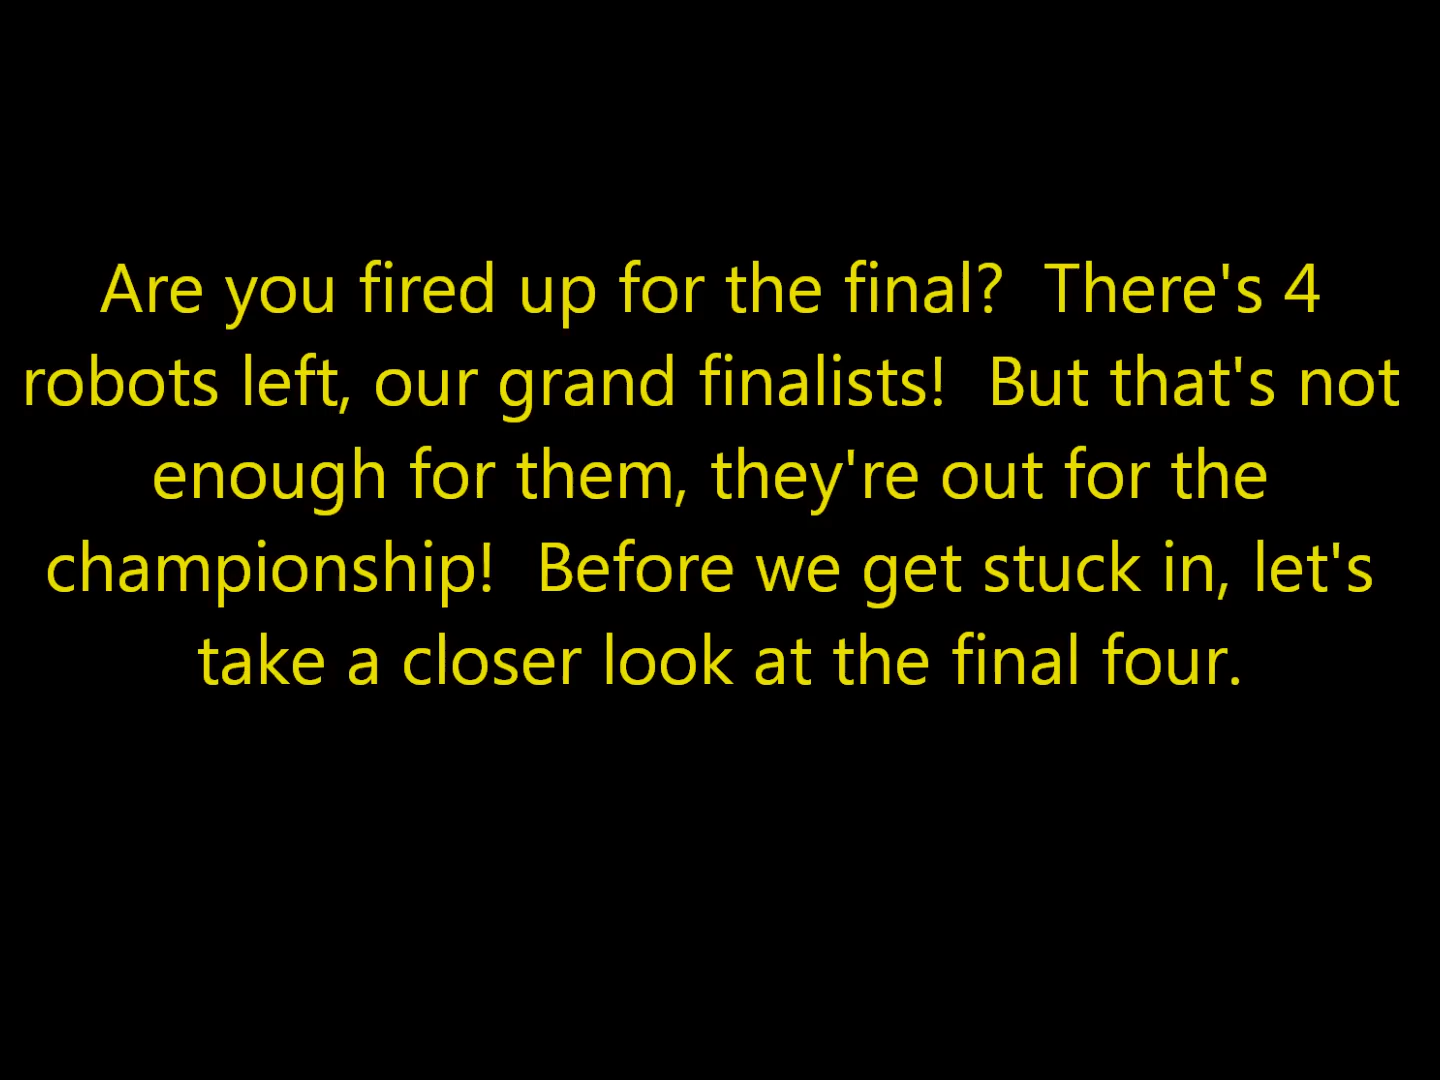 Are you fired up for the final?  There's 4
robots left, our grand finalists!  But that's not
enough for them, they're out for the
championship!  Before we get stuck in, let's
take a closer look at the final four.